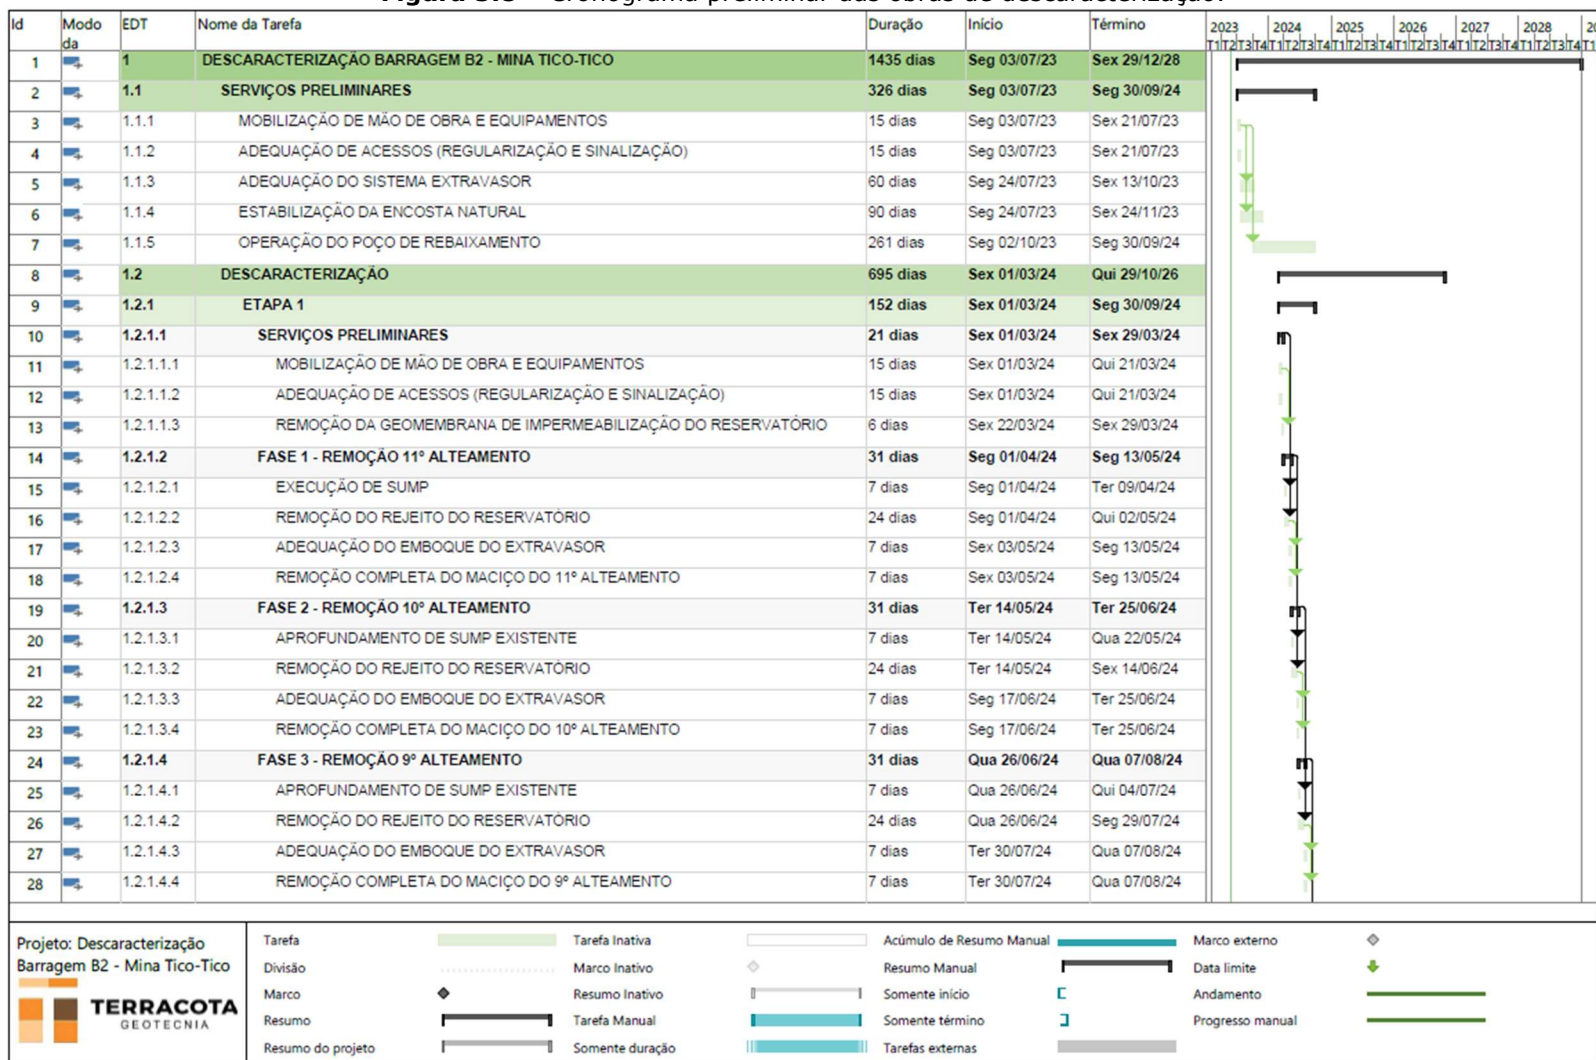 Figura 5.5 – Cronograma preliminar das obras de descaracterização.
Id Modo da EDT Nome da Tarefa Duração Início Término 2023 2024 2025 2026 2027 2028 20
T1T2T3T4T1T2T3T4T1T2T3T4T1T2T3T4T1T2T3T4T1T2T3T4T1
1 1 DESCARACTERIZAÇÃO BARRAGEM B2 - MINA TICO-TICO 1435 dias Seg 03/07/23 Sex 29/12/28
2 1.1 SERVIÇOS PRELIMINARES 326 dias Seg 03/07/23 Seg 30/09/24
3 1.1.1 MOBILIZAÇÃO DE MÃO DE OBRA E EQUIPAMENTOS 15 dias Seg 03/07/23 Sex 21/07/23
4 1.1.2 ADEQUAÇÃO DE ACESSOS (REGULARIZAÇÃO E SINALIZAÇÃO) 15 dias Seg 03/07/23 Sex 21/07/23
5 1.1.3 ADEQUAÇÃO DO SISTEMA EXTRAVASOR 60 dias Seg 24/07/23 Sex 13/10/23
6 1.1.4 ESTABILIZAÇÃO DA ENCOSTA NATURAL 90 dias Seg 24/07/23 Sex 24/11/23
7 1.1.5 OPERAÇÃO DO POÇO DE REBAIXAMENTO 261 dias Seg 02/10/23 Seg 30/09/24
8 1.2 DESCARACTERIZAÇÃO 695 dias Sex 01/03/24 Qui 29/10/26
9 1.2.1 ETAPA 1 152 dias Sex 01/03/24 Seg 30/09/24
10 1.2.1.1 SERVIÇOS PRELIMINARES 21 dias Sex 01/03/24 Sex 29/03/24
11 1.2.1.1.1 MOBILIZAÇÃO DE MÃO DE OBRA E EQUIPAMENTOS 15 dias Sex 01/03/24 Qui 21/03/24
12 1.2.1.1.2 ADEQUAÇÃO DE ACESSOS (REGULARIZAÇÃO E SINALIZAÇÃO) 15 dias Sex 01/03/24 Qui 21/03/24
13 1.2.1.1.3 REMOÇÃO DA GEOMEMBRANA DE IMPERMEABILIZAÇÃO DO RESERVATÓRIO 6 dias Sex 22/03/24 Sex 29/03/24
14 1.2.1.2 FASE 1 - REMOÇÃO 11º ALTEAMENTO 31 dias Seg 01/04/24 Seg 13/05/24
15 1.2.1.2.1 EXECUÇÃO DE SUMP 7 dias Seg 01/04/24 Ter 09/04/24
16 1.2.1.2.2 REMOÇÃO DO REJEITO DO RESERVATÓRIO 24 dias Seg 01/04/24 Qui 02/05/24
17 1.2.1.2.3 ADEQUAÇÃO DO EMBOQUE DO EXTRAVASOR 7 dias Sex 03/05/24 Seg 13/05/24
18 1.2.1.2.4 REMOÇÃO COMPLETA DO MACIÇO DO 11º ALTEAMENTO 7 dias Sex 03/05/24 Seg 13/05/24
19 1.2.1.3 FASE 2 - REMOÇÃO 10º ALTEAMENTO 31 dias Ter 14/05/24 Ter 25/06/24
20 1.2.1.3.1 APROFUNDAMENTO DE SUMP EXISTENTE 7 dias Ter 14/05/24 Qua 22/05/24
21 1.2.1.3.2 REMOÇÃO DO REJEITO DO RESERVATÓRIO 24 dias Ter 14/05/24 Sex 14/06/24
22 1.2.1.3.3 ADEQUAÇÃO DO EMBOQUE DO EXTRAVASOR 7 dias Seg 17/06/24 Ter 25/06/24
23 1.2.1.3.4 REMOÇÃO COMPLETA DO MACIÇO DO 10º ALTEAMENTO 7 dias Seg 17/06/24 Ter 25/06/24
24 1.2.1.4 FASE 3 - REMOÇÃO 9º ALTEAMENTO 31 dias Qua 26/06/24 Qua 07/08/24
25 1.2.1.4.1 APROFUNDAMENTO DE SUMP EXISTENTE 7 dias Qua 26/06/24 Qui 04/07/24
26 1.2.1.4.2 REMOÇÃO DO REJEITO DO RESERVATÓRIO 24 dias Qua 26/06/24 Seg 29/07/24
27 1.2.1.4.3 ADEQUAÇÃO DO EMBOQUE DO EXTRAVASOR 7 dias Ter 30/07/24 Qua 07/08/24
28 1.2.1.4.4 REMOÇÃO COMPLETA DO MACIÇO DO 9º ALTEAMENTO 7 dias Ter 30/07/24 Qua 07/08/24
Projeto: Descaracterização
Barragem B2 - Mina Tico-Tico
TERRACOTA
GEOTECNIA
Tarefa Tarefa Inativa Acúmulo de Resumo Manual Marco externo
Divisão Marco Inativo Resumo Manual Data limite
Marco Resumo Inativo Somente início Andamento
Resumo Tarefa Manual Somente término Progresso manual
Resumo do projeto Somente duração Tarefas externas